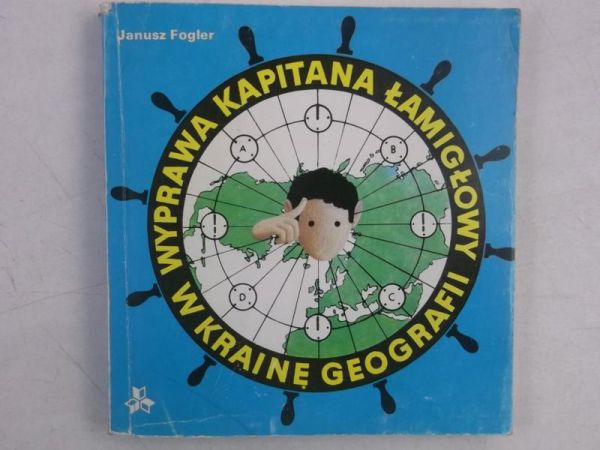 Janusz Fogler
WYPRAWA KAPITANA ŁAMIGŁOWY
W KRAINĘ GEOGRAFII
A
B
D
C